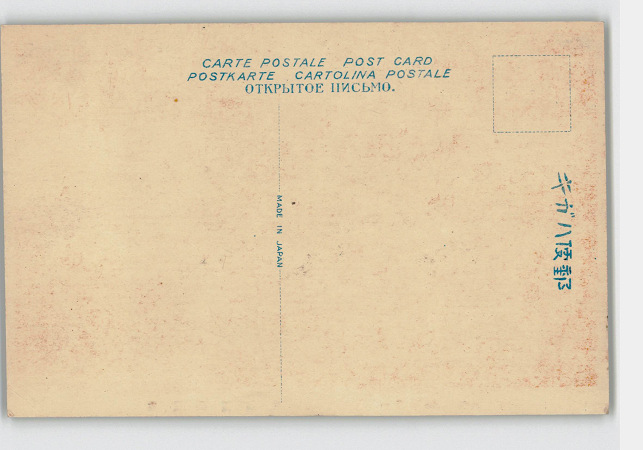 CARTE POSTALE POST CARD
POSTKARTE CARTOLINA POSTALE
ОТКРЫТОЕ ПИСЬМО.
MADE IN JAPAN
キガハ便郵